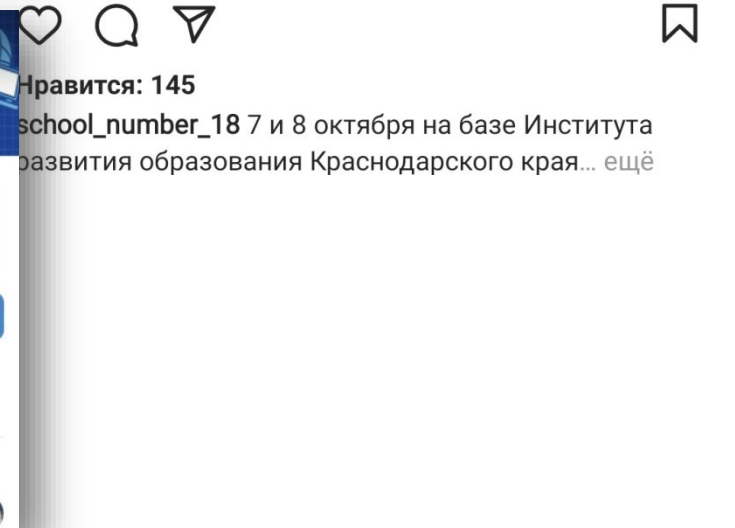 Нравится: 145
school_number_18 7 и 8 октября на базе Института
развития образования Краснодарского края... ещё